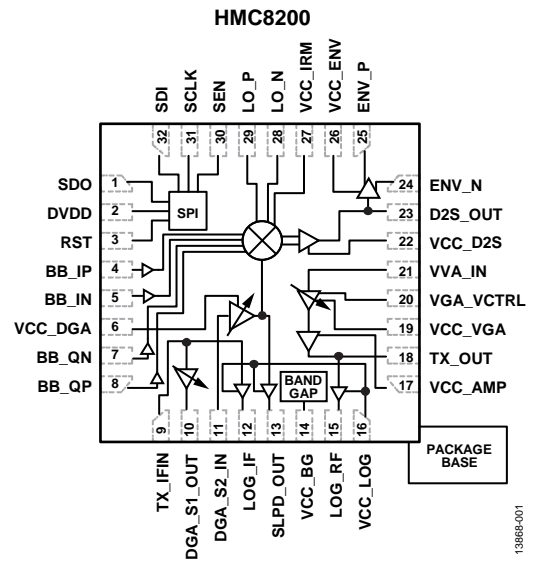 HMC8200
SDI
SCLK
SEN
LO_P
LO_N
VCC_IRM
VCC_ENV
ENV_P
32
31
30
29
28
27
26
25
SDO
1
DVDD
2
RST
3
BB_IP
4
BB_IN
5
VCC_DGA
6
BB_QN
7
BB_QP
8
SPI
BAND
GAP
24
ENV_N
23
D2S_OUT
22
VCC_D2S
21
VVA_IN
20
VGA_VCTRL
19
VCC_VGA
18
TX_OUT
17
VCC_AMP
9
10
11
12
13
14
15
16
TX_IFIN
DGA_S1_OUT
DGA_S2_IN
LOG_IF
SLPD_OUT
VCC_BG
LOG_RF
VCC_LOG
PACKAGE
BASE
13868-001